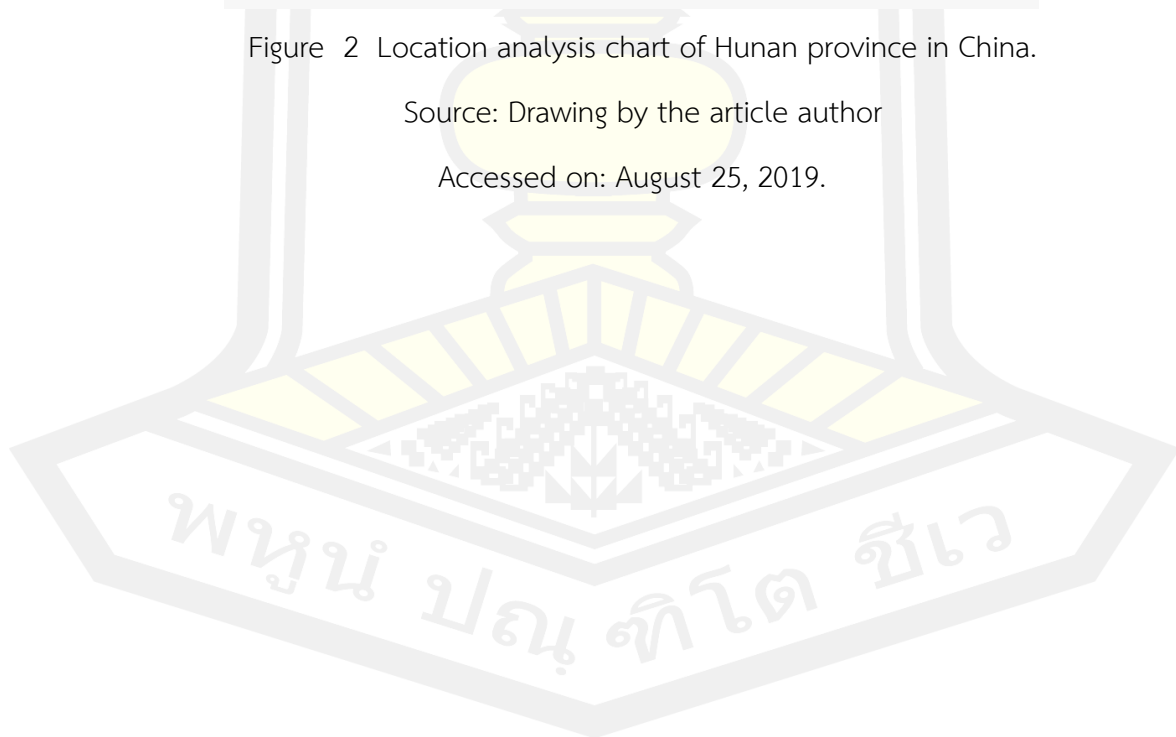 Figure 2 Location analysis chart of Hunan province in China.
Source: Drawing by the article author
Accessed on: August 25, 2019.
พหูนํ ปณฺฑิโต ชีเว